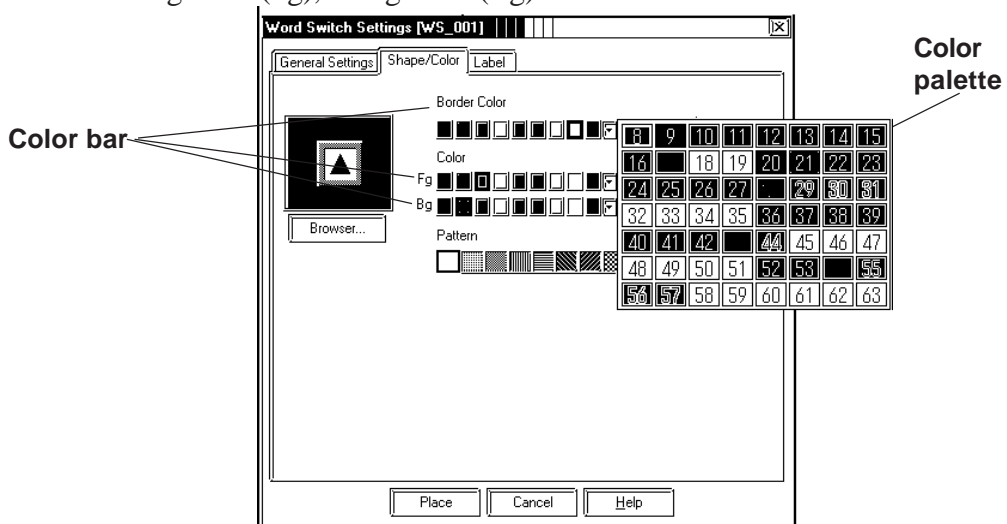 Word Switch Settings [WS_001]
General Settings Shape/Color Label
Color
palette
Border Color
Color bar
Color
Fg
Bg
Browser...
Pattern
8 9 10 11 12 13 14 15
16 18 19 20 21 22 23
24 25 26 27 29 30 31
32 33 34 35 36 37 38 39
40 41 42 44 45 46 47
48 49 50 51 52 53 55
56 57 58 59 60 61 62 63
Place Cancel Help